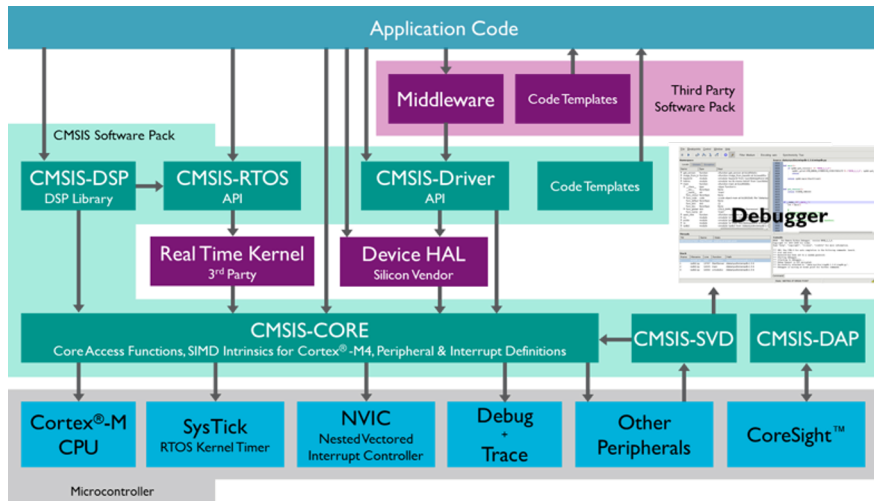 Application Code
Middleware
Code Templates
Third Party
Software Pack
CMSIS Software Pack
CMSIS-DSP
DSP Library
CMSIS-RTOS
API
CMSIS-Driver
API
Code Templates
Debugger
Real Time Kernel
3rd Party
Device HAL
Silicon Vendor
CMSIS-CORE
Core Access Functions, SIMD Intrinsics for Cortex®-M4, Peripheral & Interrupt Definitions
CMSIS-SVD
CMSIS-DAP
Cortex®-M
CPU
SysTick
RTOS Kernel Timer
NVIC
Nested Vectored
Interrupt Controller
Debug
+
Trace
Other
Peripherals
CoreSight™
Microcontroller